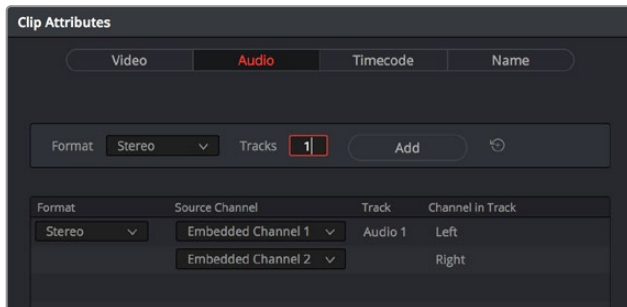 Clip Attributes
Video Audio Timecode Name
Format Stereo Tracks 1 Add
Format Source Channel Track Channel in Track
Stereo Embedded Channel 1 Audio 1 Left
Embedded Channel 2 Right